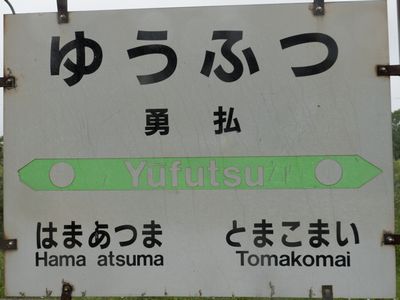 ゆうふつ
勇払
Yūfutsu
はまあつま とまこまい
Hama atsuma Tomakomai